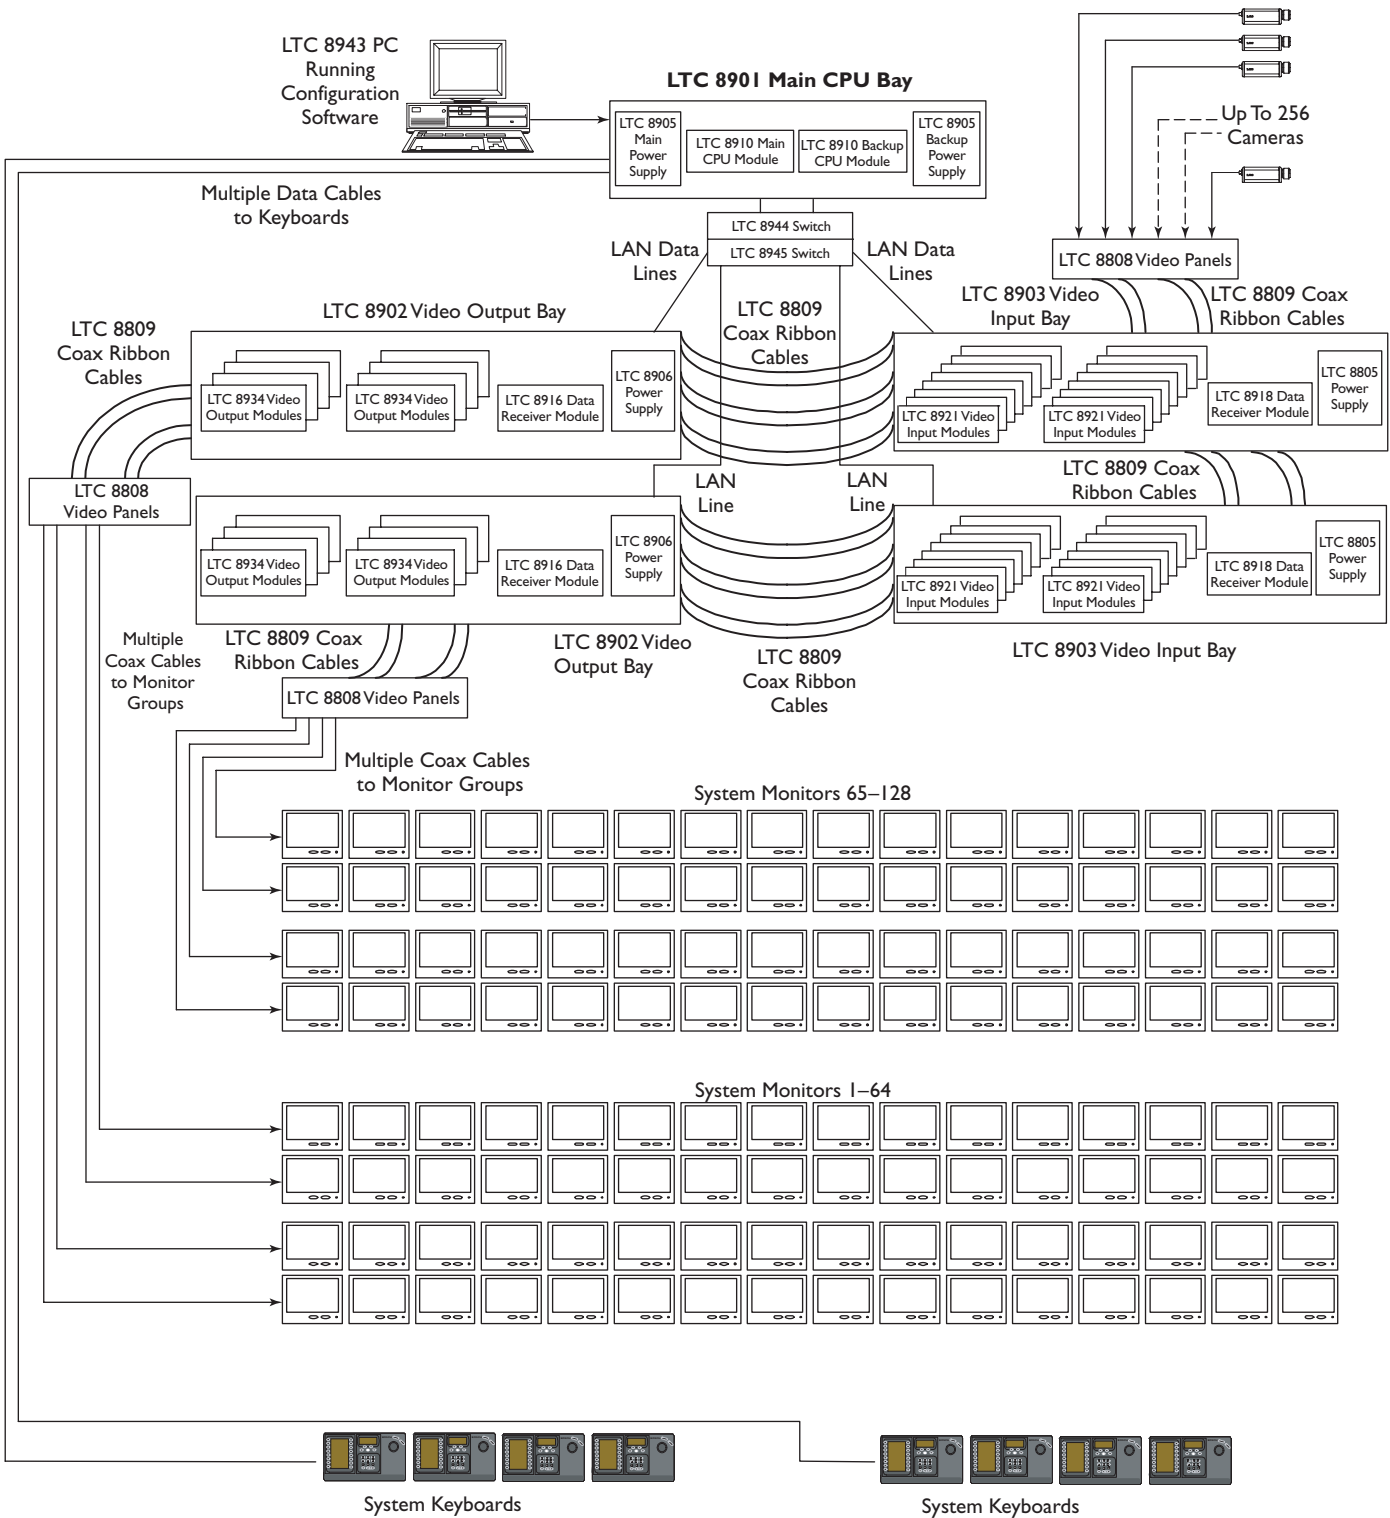 LTC 8943 PC
Running
Configuration
Software
LTC 8901 Main CPU Bay
LTC 8905
Main
Power
Supply
LTC 8910 Main
CPU Module
LTC 8910 Backup
CPU Module
LTC 8905
Backup
Power
Supply
Up To 256
Cameras
Multiple Data Cables
to Keyboards
LTC 8944 Switch
LTC 8945 Switch
LAN Data
Lines
LAN Data
Lines
LTC 8808 Video Panels
LTC 8902 Video Output Bay
LTC 8809
Coax Ribbon
Cables
LTC 8903 Video
Input Bay
LTC 8809 Coax
Ribbon Cables
LTC 8809
Coax Ribbon
Cables
LTC 8934 Video
Output Modules
LTC 8934 Video
Output Modules
LTC 8916 Data
Receiver Module
LTC 8906
Power
Supply
LTC 8921 Video
Input Modules
LTC 8921 Video
Input Modules
LTC 8918 Data
Receiver Module
LTC 8805
Power
Supply
LTC 8808
Video Panels
LAN
Line
LAN
Line
LTC 8809 Coax
Ribbon Cables
LTC 8934 Video
Output Modules
LTC 8934 Video
Output Modules
LTC 8916 Data
Receiver Module
LTC 8906
Power
Supply
LTC 8921 Video
Input Modules
LTC 8921 Video
Input Modules
LTC 8918 Data
Receiver Module
LTC 8805
Power
Supply
Multiple
Coax Cables
to Monitor
Groups
LTC 8809 Coax
Ribbon Cables
LTC 8902 Video
Output Bay
LTC 8809
Coax Ribbon
Cables
LTC 8903 Video Input Bay
LTC 8808 Video Panels
Multiple Coax Cables
to Monitor Groups
System Monitors 65–128
System Monitors 1–64
System Keyboards
System Keyboards